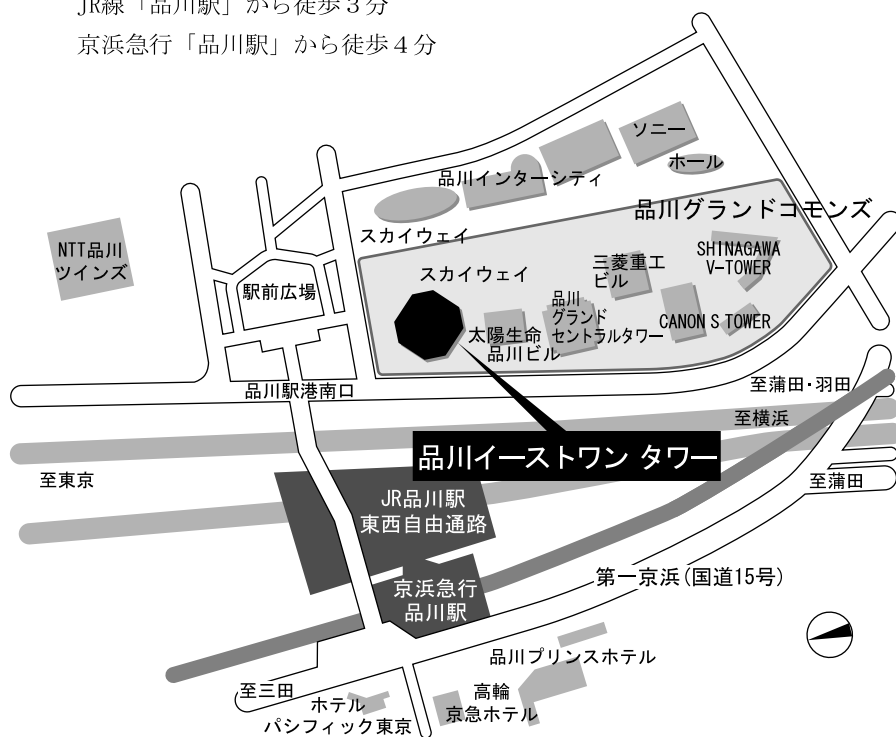 JR線「品川駅」から徒歩３分
京浜急行「品川駅」から徒歩４分
ソニー
ホール
品川インターシティ
品川グランドコモンズ
スカイウェイ
NTT品川
ツインズ
駅前広場
スカイウェイ
三菱重工
ビル
SHINAGAWA
V-TOWER
品川
グランド
セントラルタワー
CANON S TOWER
太陽生命
品川ビル
品川駅港南口
至蒲田・羽田
至横浜
品川イーストワン タワー
至東京
至蒲田
JR品川駅
東西自由通路
京浜急行
品川駅
第一京浜(国道15号)
品川プリンスホテル
至三田
ホテル
パシフィック東京
高輪
京急ホテル